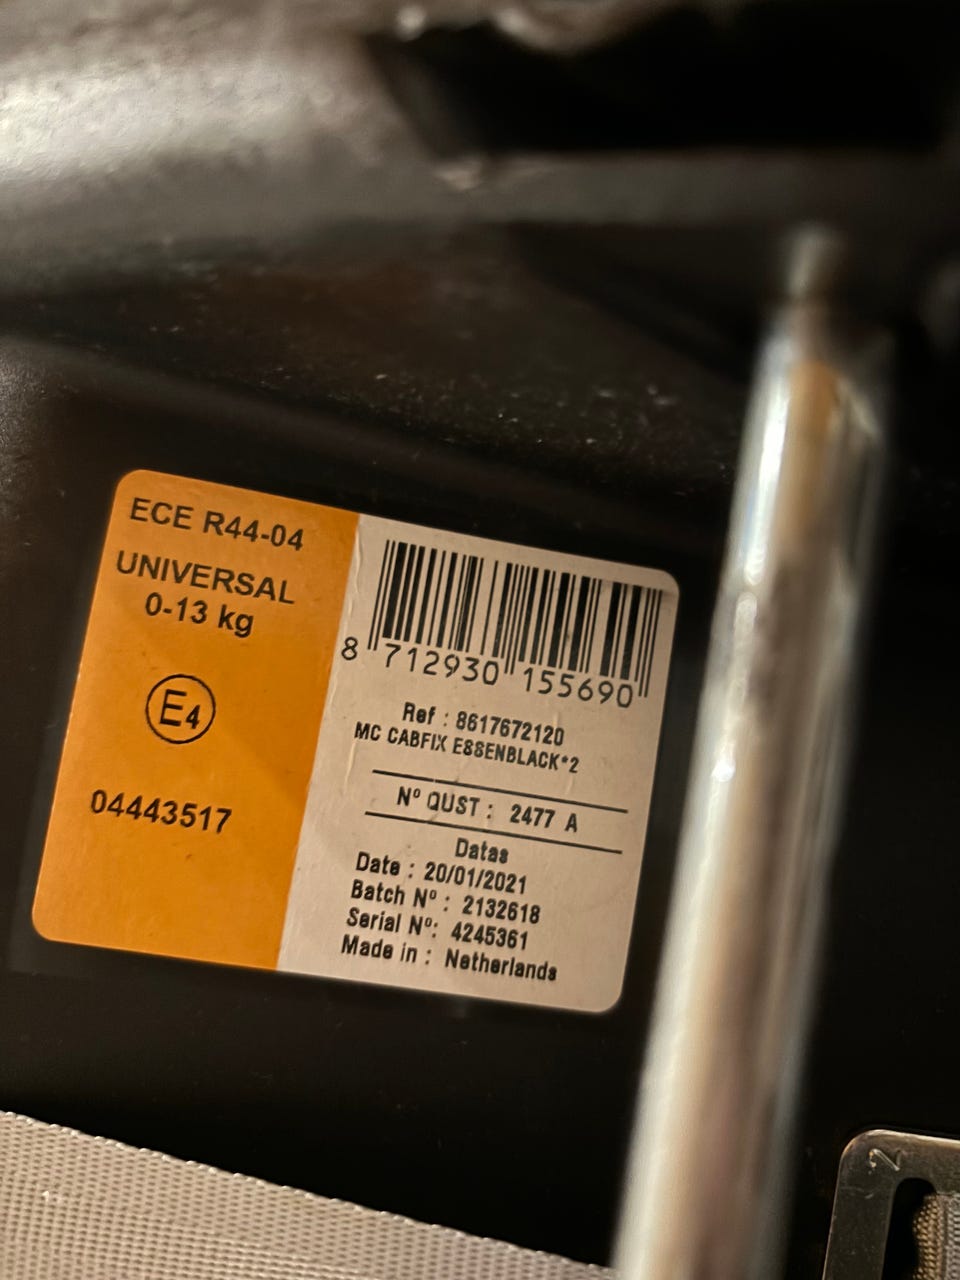 ECE R44-04
UNIVERSAL
0-13 kg
E4
04443517
8 712930 155690
Ref : 8617672120
MC CABFIX ESSENBLACK*2
Nº QUST : 2477 A
Datas
Date : 20/01/2021
Batch Nº : 2132618
Serial Nº: 4245361
Made in : Netherlands
2